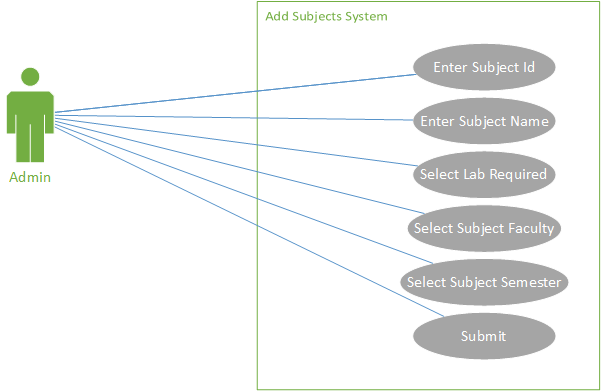 Add Subjects System
Enter Subject Id
Enter Subject Name
Select Lab Required
Admin
Select Subject Faculty
Select Subject Semester
Submit